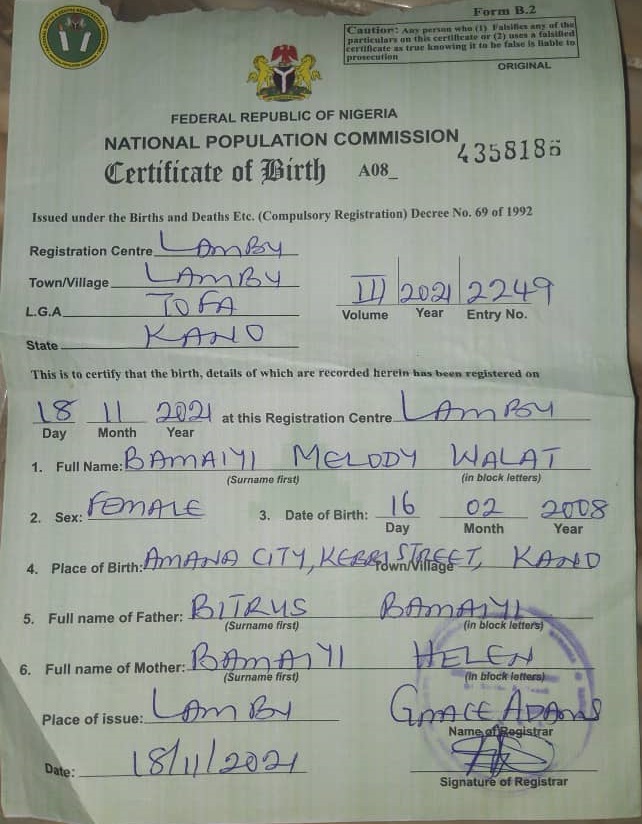 Form B.2
Caution: Any person who (1) Falsifies any of the
particulars on this certificate or (2) uses a falsified
certificate as true knowing it to be false is liable to
prosecution
ORIGINAL
FEDERAL REPUBLIC OF NIGERIA
NATIONAL POPULATION COMMISSION
4358186
Certificate of Birth A08_
Issued under the Births and Deaths Etc. (Compulsory Registration) Decree No. 69 of 1992
Registration Centre LAMBY
Town/Village LAMBY
L.G.A TOFA
III 2021 2249
Volume Year Entry No.
State KANO
This is to certify that the birth, details of which are recorded herein has been registered on
18 11 2021 at this Registration Centre LAMBY
Day Month Year
1. Full Name: BAMAIYI MELODY WALAT
(Surname first) (in block letters)
2. Sex: FEMALE 3. Date of Birth: 16 02 2008
Day Month Year
4. Place of Birth: AMANA CITY, STREET, KANO
Town/Village
5. Full name of Father: BITRUS BAMAIYI
(Surname first) (in block letters)
6. Full name of Mother: BAMAIYI HELEN
(Surname first) (in block letters)
Place of issue: LAMBY GRACE ADAMS
Name of Registrar
Date: 18/11/2021
Signature of Registrar